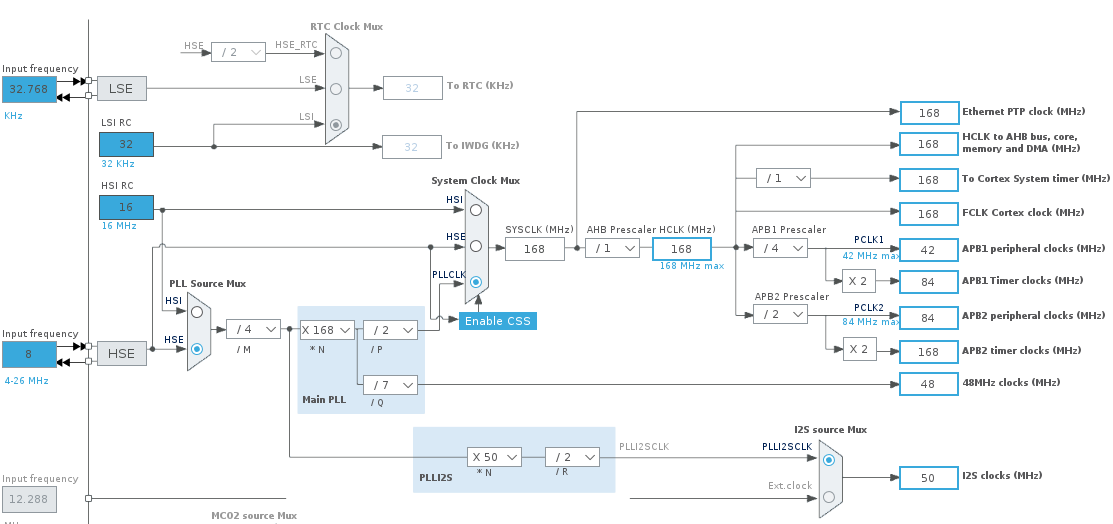 RTC Clock Mux
HSE
/ 2
HSE_RTC
Input frequency
32.768
KHz
LSE
LSE
32
To RTC (KHz)
LSI RC
32
32 KHz
LSI
32
To IWDG (KHz)
HSI RC
16
16 MHz
System Clock Mux
HSI
HSE
PLLCLK
Enable CSS
SYSCLK (MHz)
168
AHB Prescaler
/ 1
HCLK (MHz)
168
168 MHz max
168
Ethernet PTP clock (MHz)
168
HCLK to AHB bus, core,
memory and DMA (MHz)
/ 1
168
To Cortex System timer (MHz)
168
FCLK Cortex clock (MHz)
APB1 Prescaler
/ 4
PCLK1
42 MHz max
42
APB1 peripheral clocks (MHz)
X 2
84
APB1 Timer clocks (MHz)
APB2 Prescaler
/ 2
PCLK2
84 MHz max
84
APB2 peripheral clocks (MHz)
X 2
168
APB2 timer clocks (MHz)
48
48MHz clocks (MHz)
PLL Source Mux
HSI
HSE
Input frequency
8
4-26 MHz
HSE
/ 4
/ M
X 168
* N
/ 2
/ P
/ 7
/ Q
Main PLL
PLLI2S
X 50
* N
/ 2
/ R
PLLI2SCLK
I2S source Mux
PLLI2SCLK
Ext.clock
50
I2S clocks (MHz)
Input frequency
12.288
MCO2 source Mux